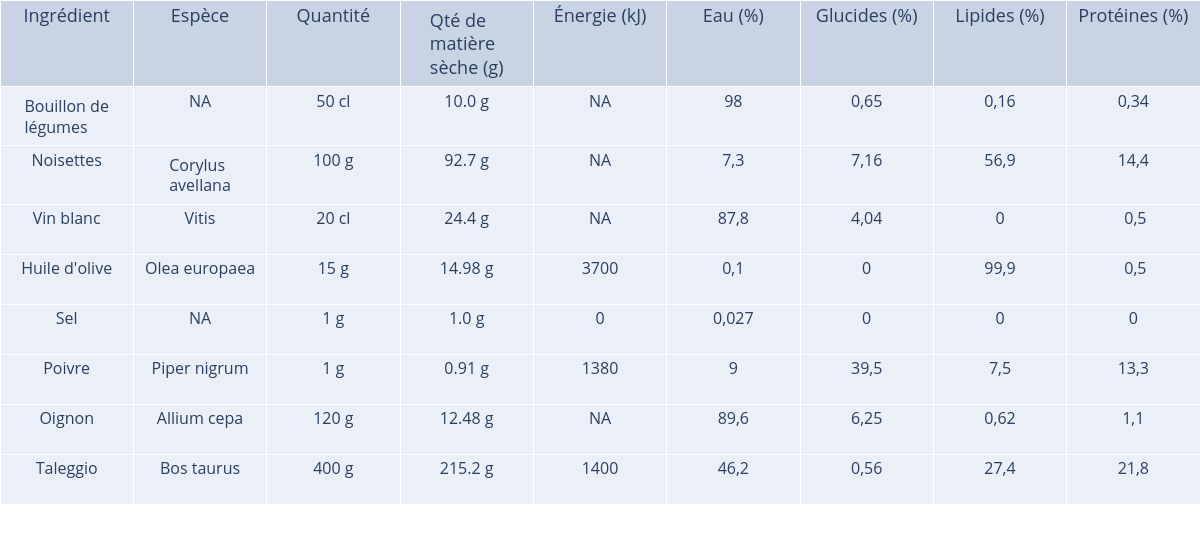 Ingrédient Espèce Quantité Qté de matière sèche (g) Énergie (kJ) Eau (%) Glucides (%) Lipides (%) Protéines (%)
Bouillon de légumes NA 50 cl 10.0 g NA 98 0,65 0,16 0,34
Noisettes Corylus avellana 100 g 92.7 g NA 7,3 7,16 56,9 14,4
Vin blanc Vitis 20 cl 24.4 g NA 87,8 4,04 0 0,5
Huile d'olive Olea europaea 15 g 14.98 g 3700 0,1 0 99,9 0,5
Sel NA 1 g 1.0 g 0 0,027 0 0 0
Poivre Piper nigrum 1 g 0.91 g 1380 9 39,5 7,5 13,3
Oignon Allium cepa 120 g 12.48 g NA 89,6 6,25 0,62 1,1
Taleggio Bos taurus 400 g 215.2 g 1400 46,2 0,56 27,4 21,8